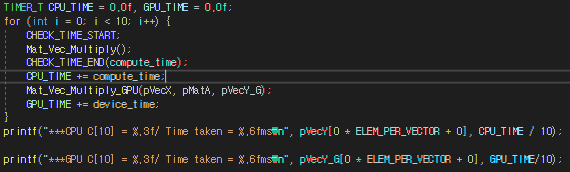 TIMER_T CPU_TIME = 0.0f, GPU_TIME = 0.0f;
for (int i = 0; i < 10; i++) {
CHECK_TIME_START;
Mat_Vec_Multiply();
CHECK_TIME_END(compute_time);
CPU_TIME += compute_time;
Mat_Vec_Multiply_GPU(pVecX, pMatA, pVecY_G);
GPU_TIME += device_time;
}
printf("***CPU C[10] = %.3f/ Time taken = %.6fms₩n", pVecY[0 * ELEM_PER_VECTOR + 0], CPU_TIME / 10);
printf("***GPU C[10] = %.3f/ Time taken = %.6fms₩n", pVecY_G[0 * ELEM_PER_VECTOR + 0], GPU_TIME/10);